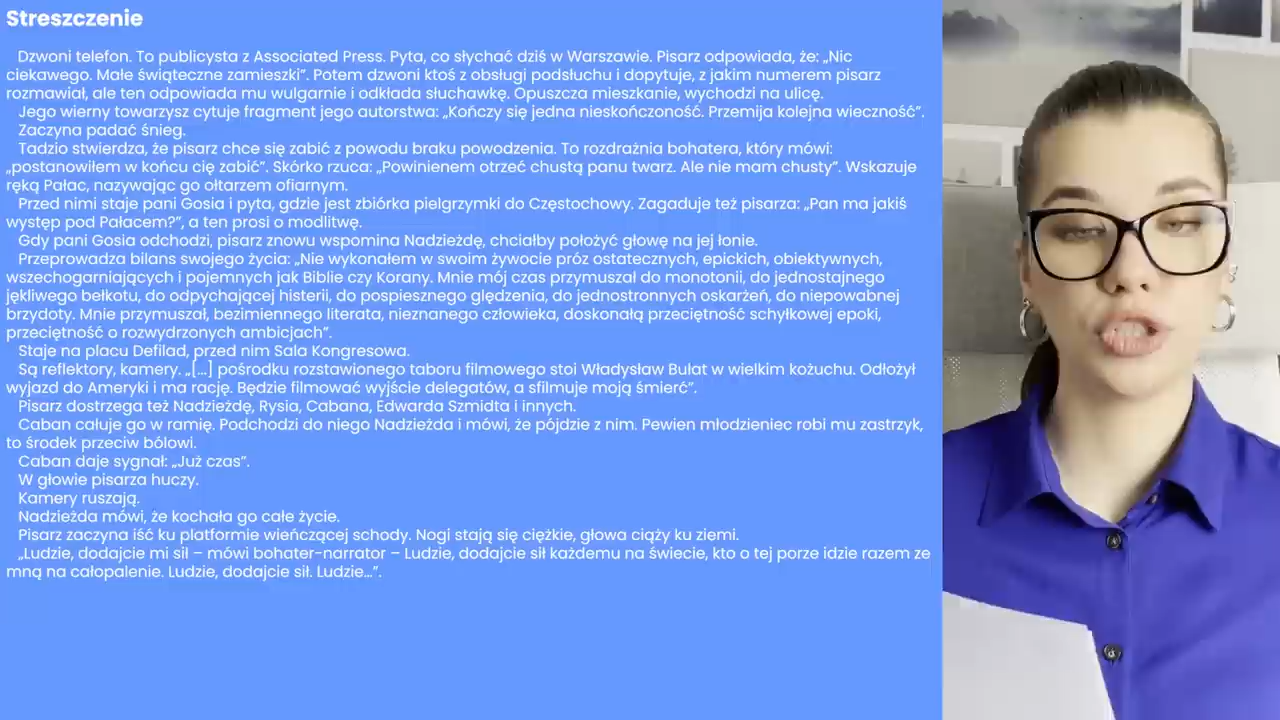 Streszczenie
Dzwoni telefon. To publicysta z Associated Press. Pyta, co słychać dziś w Warszawie. Pisarz odpowiada, że: „Nic
ciekawego. Małe świąteczne zamieszki”. Potem dzwoni ktoś z obsługi podsłuchu i dopytuje, z jakim numerem pisarz
rozmawiał, ale ten odpowiada mu wulgarnie i odkłada słuchawkę. Opuszcza mieszkanie, wychodzi na ulicę.
Jego wierny towarzysz cytuje fragment jego autorstwa: „Kończy się jedna nieskończoność. Przemija kolejna wieczność”.
Zaczyna padać śnieg.
Tadzio stwierdza, że pisarz chce się zabić z powodu braku powodzenia. To rozdrażnia bohatera, który mówi:
„postanowiłem w końcu cię zabić”. Skórko rzuca: „Powinienem otrzeć chustą panu twarz. Ale nie mam chusty”. Wskazuje
ręką Pałac, nazywając go ołtarzem ofiarnym.
Przed nimi staje pani Gosia i pyta, gdzie jest zbiórka pielgrzymki do Częstochowy. Zagaduje też pisarza: „Pan ma jakiś
występ pod Pałacem?”, a ten prosi o modlitwę.
Gdy pani Gosia odchodzi, pisarz znowu wspomina Nadzieżdę, chciałby położyć głowę na jej łonie.
Przeprowadza bilans swojego życia: „Nie wykonałem w swoim żywocie próz ostatecznych, epickich, obiektywnych,
wszechogarniających i pojemnych jak Biblie czy Korany. Mnie mój czas przymuszał do monotonii, do jednostajnego
jękliwego bełkotu, do odpychającej histerii, do pospiesznego ględzenia, do jednostronnych oskarżeń, do niepowabnej
brzydoty. Mnie przymuszał, bezimiennego literata, nieznanego człowieka, doskonałą przeciętność schyłkowej epoki,
przeciętność o rozwydrzonych ambicjach”.
Staje na placu Defilad, przed nim Sala Kongresowa.
Są reflektory, kamery. „[...] pośrodku rozstawionego taboru filmowego stoi Władysław Bułat w wielkim kożuchu. Odłożył
wyjazd do Ameryki i ma rację. Będzie filmować wyjście delegatów, a sfilmuje moją śmierć”.
Pisarz dostrzega też Nadzieżdę, Rysia, Cabana, Edwarda Szmidta i innych.
Caban całuje go w ramię. Podchodzi do niego Nadzieżda i mówi, że pójdzie z nim. Pewien młodzieniec robi mu zastrzyk,
to środek przeciw bólowi.
Caban daje sygnał: „Już czas”.
W głowie pisarza huczy.
Kamery ruszają.
Nadzieżda mówi, że kochała go całe życie.
Pisarz zaczyna iść ku platformie wieńczącej schody. Nogi stają się ciężkie, głowa ciąży ku ziemi.
„Ludzie, dodajcie mi sił – mówi bohater-narrator – Ludzie, dodajcie sił każdemu na świecie, kto o tej porze idzie razem ze
mną na całopalenie. Ludzie, dodajcie sił. Ludzie...”.